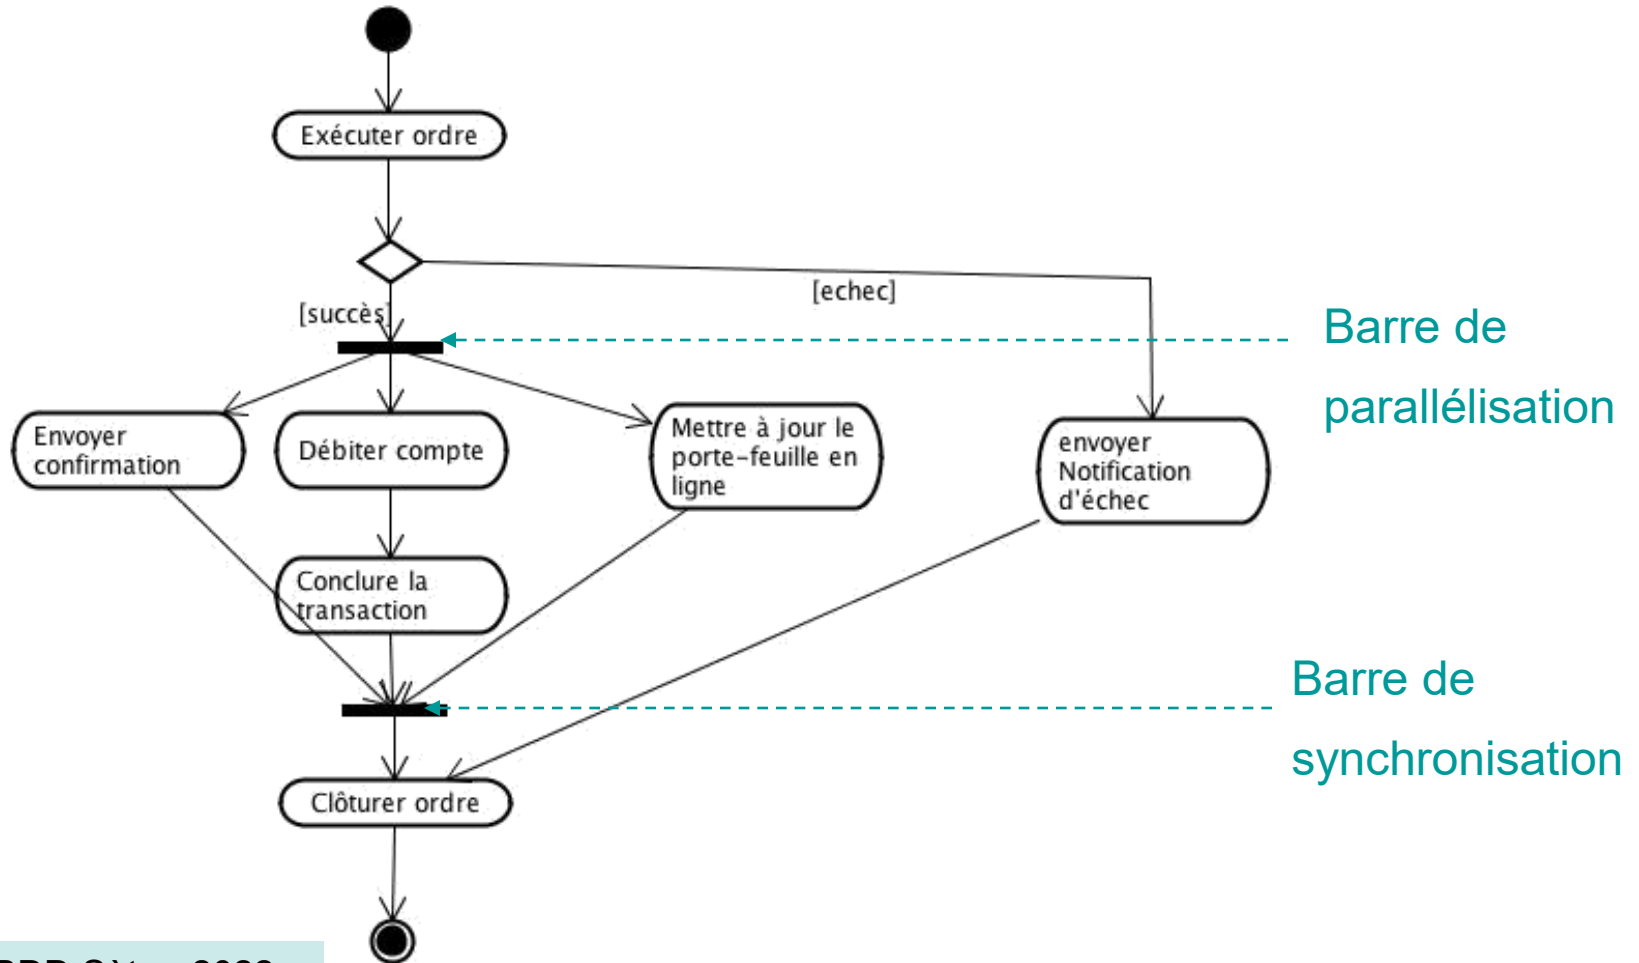 Exécuter ordre
[echec]
[succès]
Barre de
parallélisation
Envoyer
confirmation
Débiter compte
Mettre à jour le
porte-feuille en
ligne
envoyer
Notification
d'échec
Conclure la
transaction
Barre de
synchronisation
Clôturer ordre